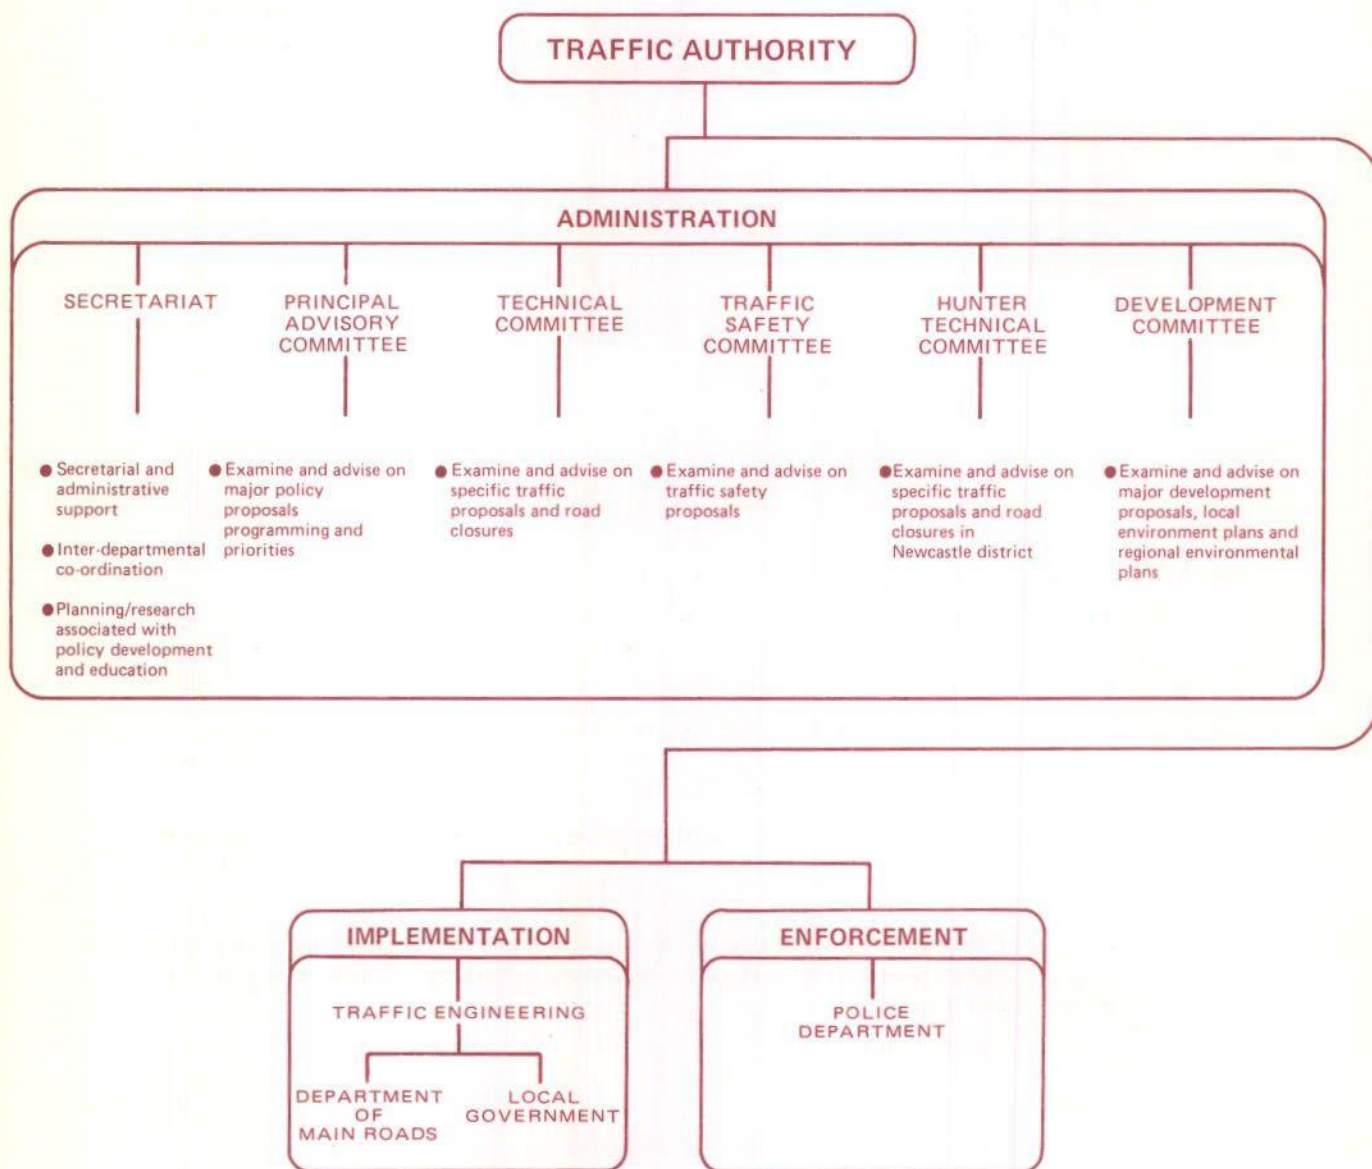 TRAFFIC AUTHORITY
ADMINISTRATION
SECRETARIAT
PRINCIPAL
ADVISORY
COMMITTEE
TECHNICAL
COMMITTEE
TRAFFIC
SAFETY
COMMITTEE
HUNTER
TECHNICAL
COMMITTEE
DEVELOPMENT
COMMITTEE
● Secretarial and
administrative
support
● Inter-departmental
co-ordination
● Planning/research
associated with
policy development
and education
● Examine and advise on
major policy
proposals
programming and
priorities
● Examine and advise on
specific traffic
proposals and road
closures
● Examine and advise on
traffic safety
proposals
● Examine and advise on
specific traffic
proposals and road
closures in
Newcastle district
● Examine and advise on
major development
proposals, local
environment plans and
regional environmental
plans
IMPLEMENTATION
TRAFFIC ENGINEERING
DEPARTMENT
OF
MAIN ROADS
LOCAL
GOVERNMENT
ENFORCEMENT
POLICE
DEPARTMENT